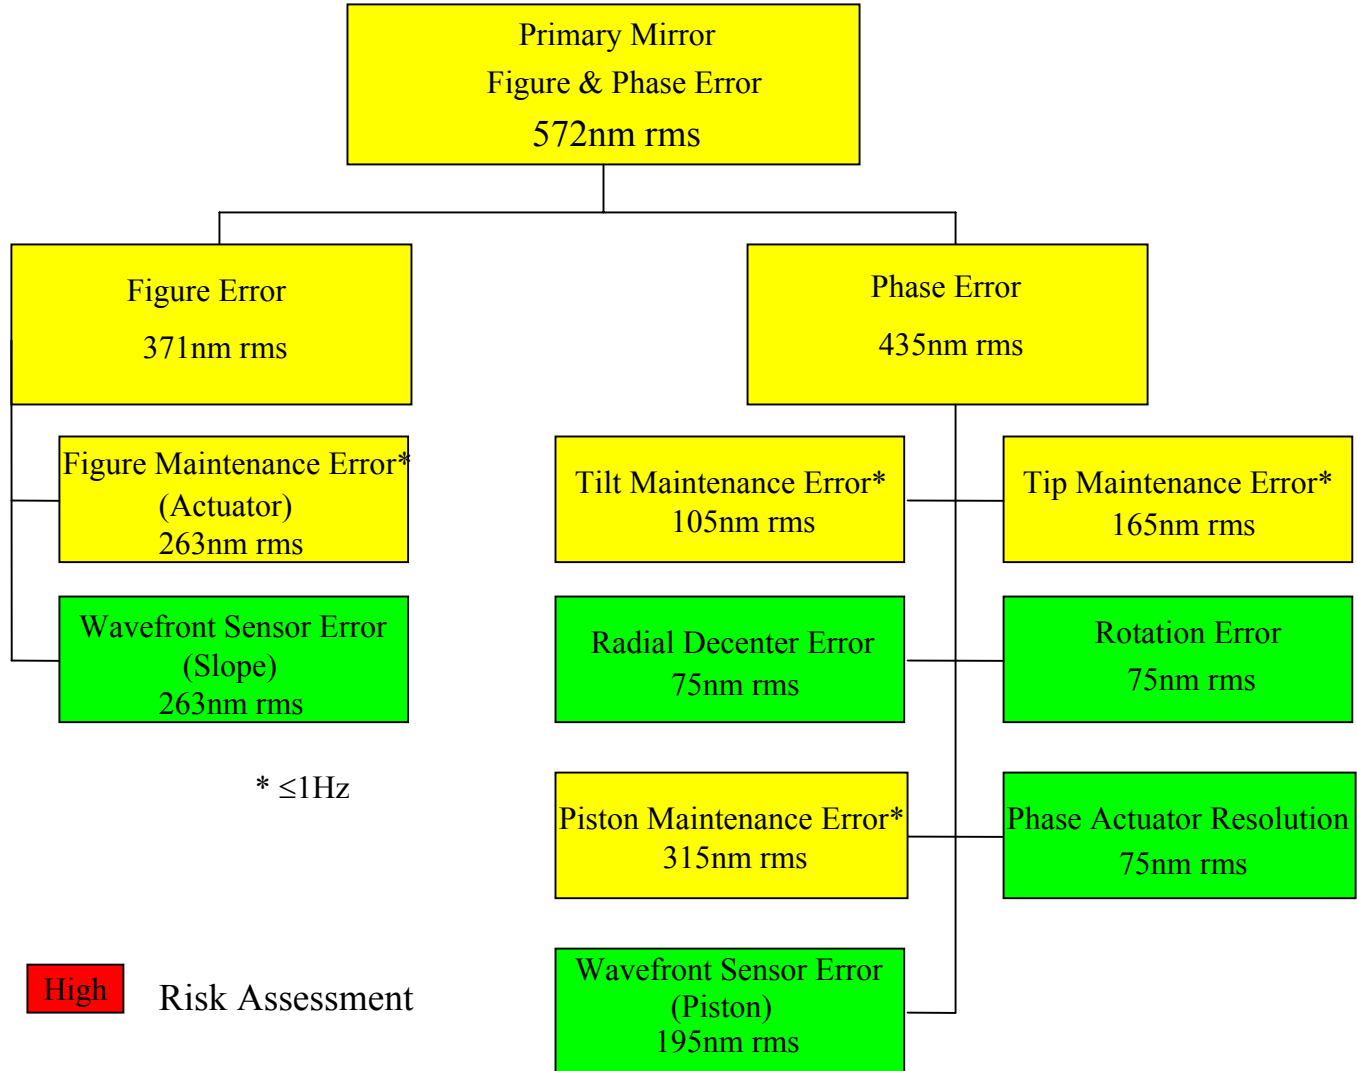 Primary Mirror
Figure & Phase Error
572nm rms
Figure Error
371nm rms
Phase Error
435nm rms
Figure Maintenance Error*
(Actuator)
263nm rms
Tilt Maintenance Error*
105nm rms
Tip Maintenance Error*
165nm rms
Wavefront Sensor Error
(Slope)
263nm rms
Radial Decenter Error
75nm rms
Rotation Error
75nm rms
* ≤1Hz
Piston Maintenance Error*
315nm rms
Phase Actuator Resolution
75nm rms
High
Risk Assessment
Wavefront Sensor Error
(Piston)
195nm rms